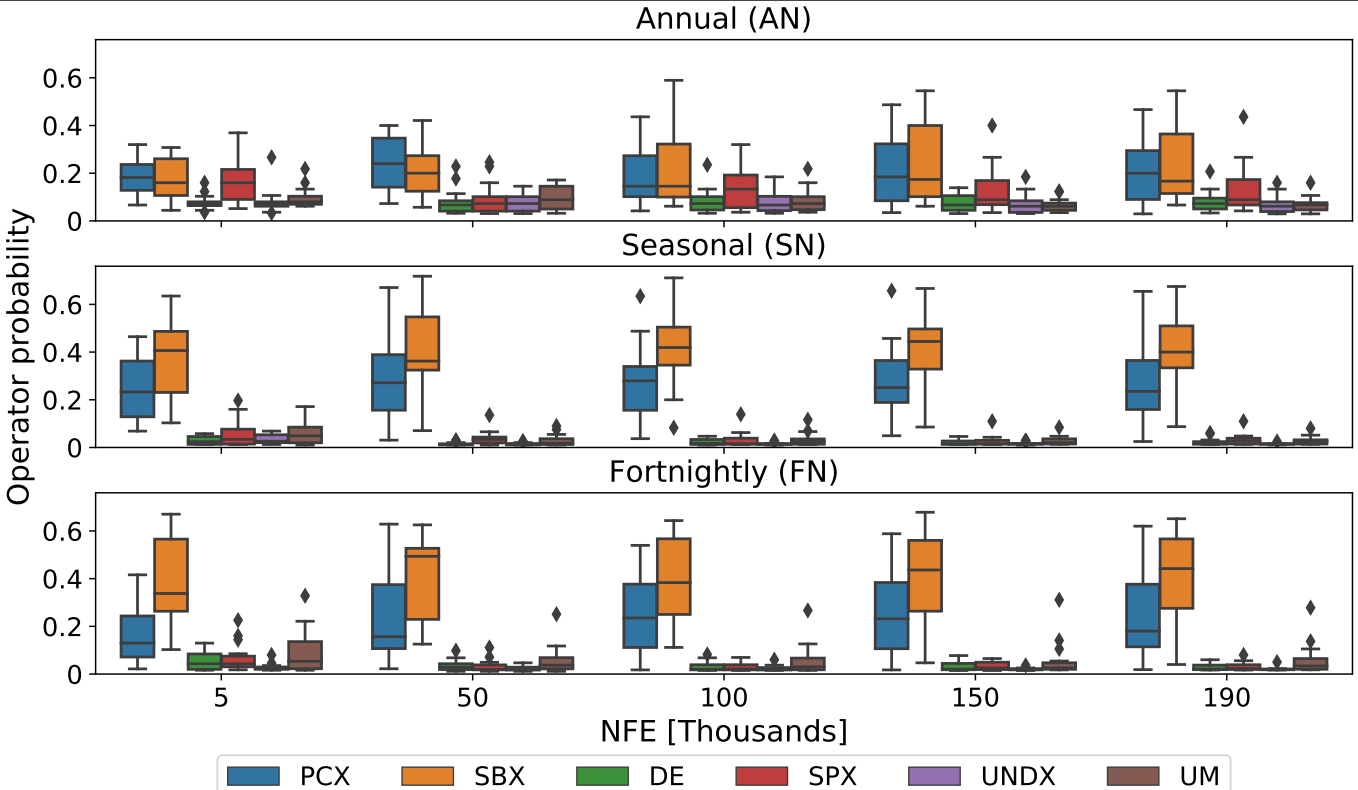 Annual (AN)
0.6
0.4
0.2
0
Seasonal (SN)
0.6
0.4
0.2
0
Operator probability
Fortnightly (FN)
0.6
0.4
0.2
0
5 50 100 150 190
NFE [Thousands]
PCX SBX DE SPX UNDX UM